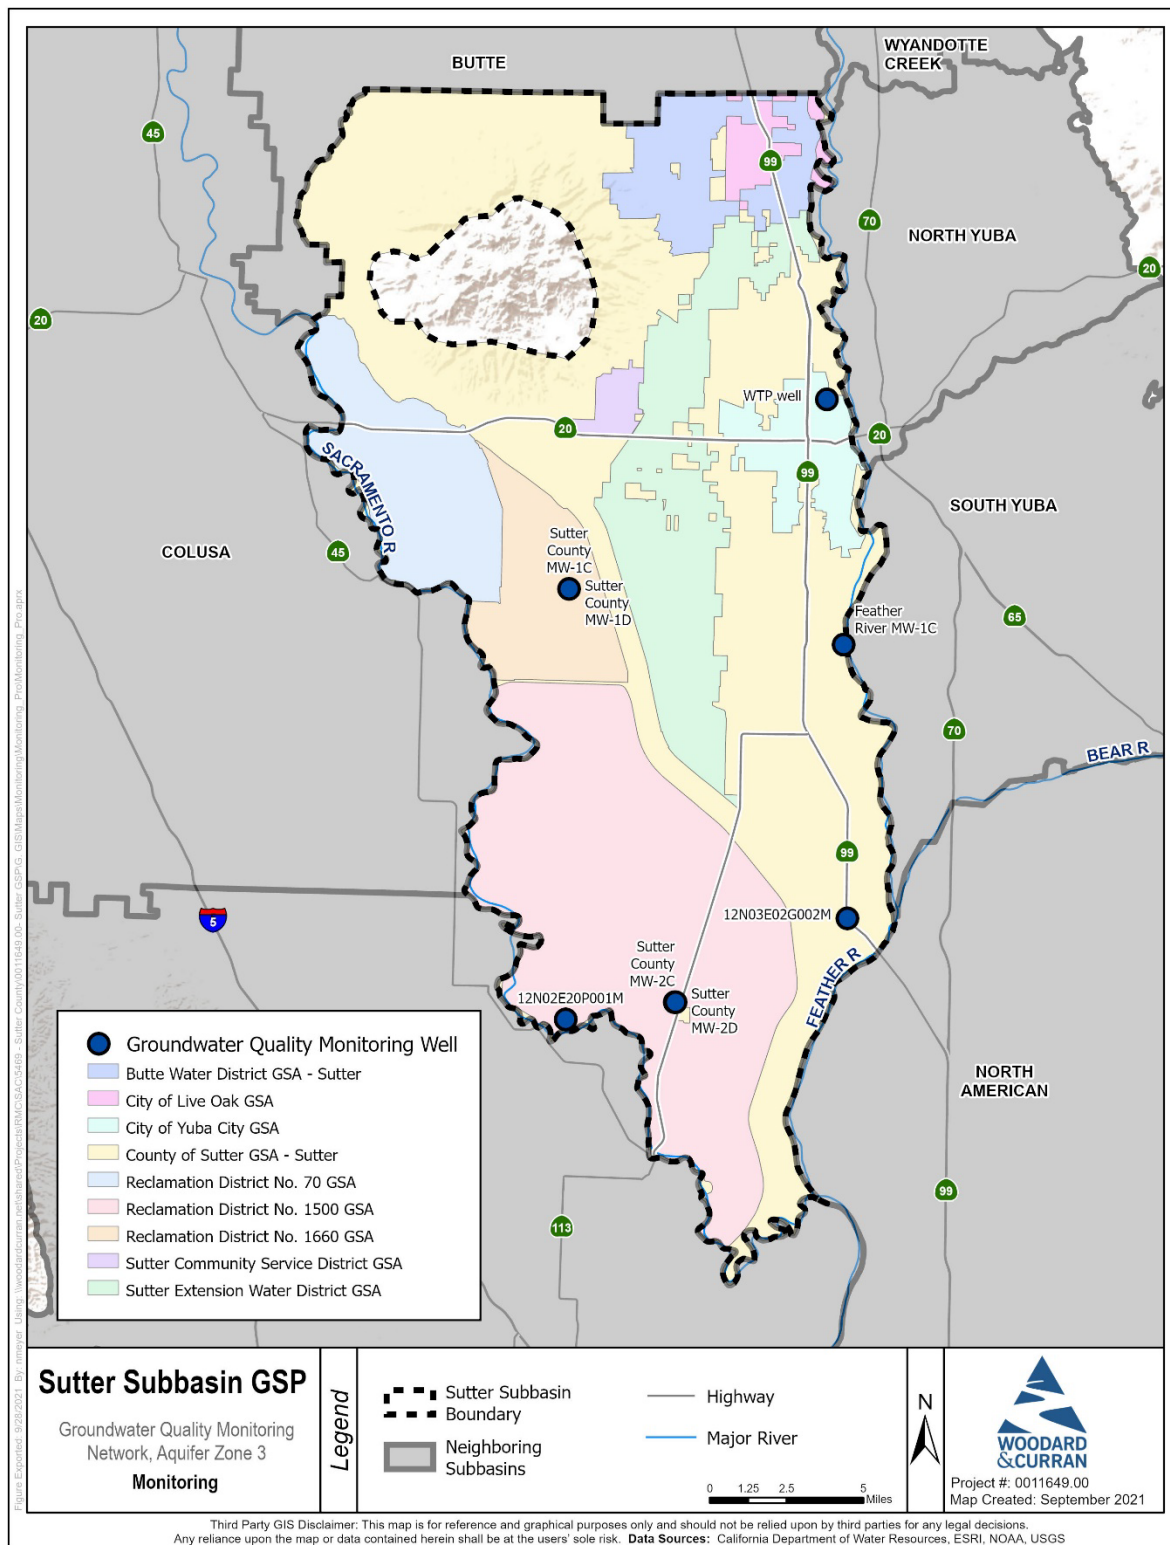 BUTTE
WYANDOTTE
CREEK
45
99
70
NORTH YUBA
20
20
WTP well
20
20
99
SACRAMENTO R
SOUTH YUBA
COLUSA
45
Sutter
County
MW-1C
Sutter
County
MW-1D
Feather
River MW-1C
65
70
BEAR R
99
5
12N03E02G002M
Sutter
County
MW-2C
Sutter
County
MW-2D
12N02E20P001M
FEATHER R
NORTH
AMERICAN
99
113
Groundwater Quality Monitoring Well
Butte Water District GSA - Sutter
City of Live Oak GSA
City of Yuba City GSA
County of Sutter GSA - Sutter
Reclamation District No. 70 GSA
Reclamation District No. 1500 GSA
Reclamation District No. 1660 GSA
Sutter Community Service District GSA
Sutter Extension Water District GSA
Sutter Subbasin GSP
Groundwater Quality Monitoring
Network, Aquifer Zone 3
Monitoring
Legend
Sutter Subbasin
Boundary
Neighboring
Subbasins
Highway
Major River
0 1.25 2.5 5
Miles
N
WOODARD
&CURRAN
Project #: 0011649.00
Map Created: September 2021
Third Party GIS Disclaimer: This map is for reference and graphical purposes only and should not be relied upon by third parties for any legal decisions.
Any reliance upon the map or data contained herein shall be at the users' sole risk. Data Sources: California Department of Water Resources, ESRI, NOAA, USGS